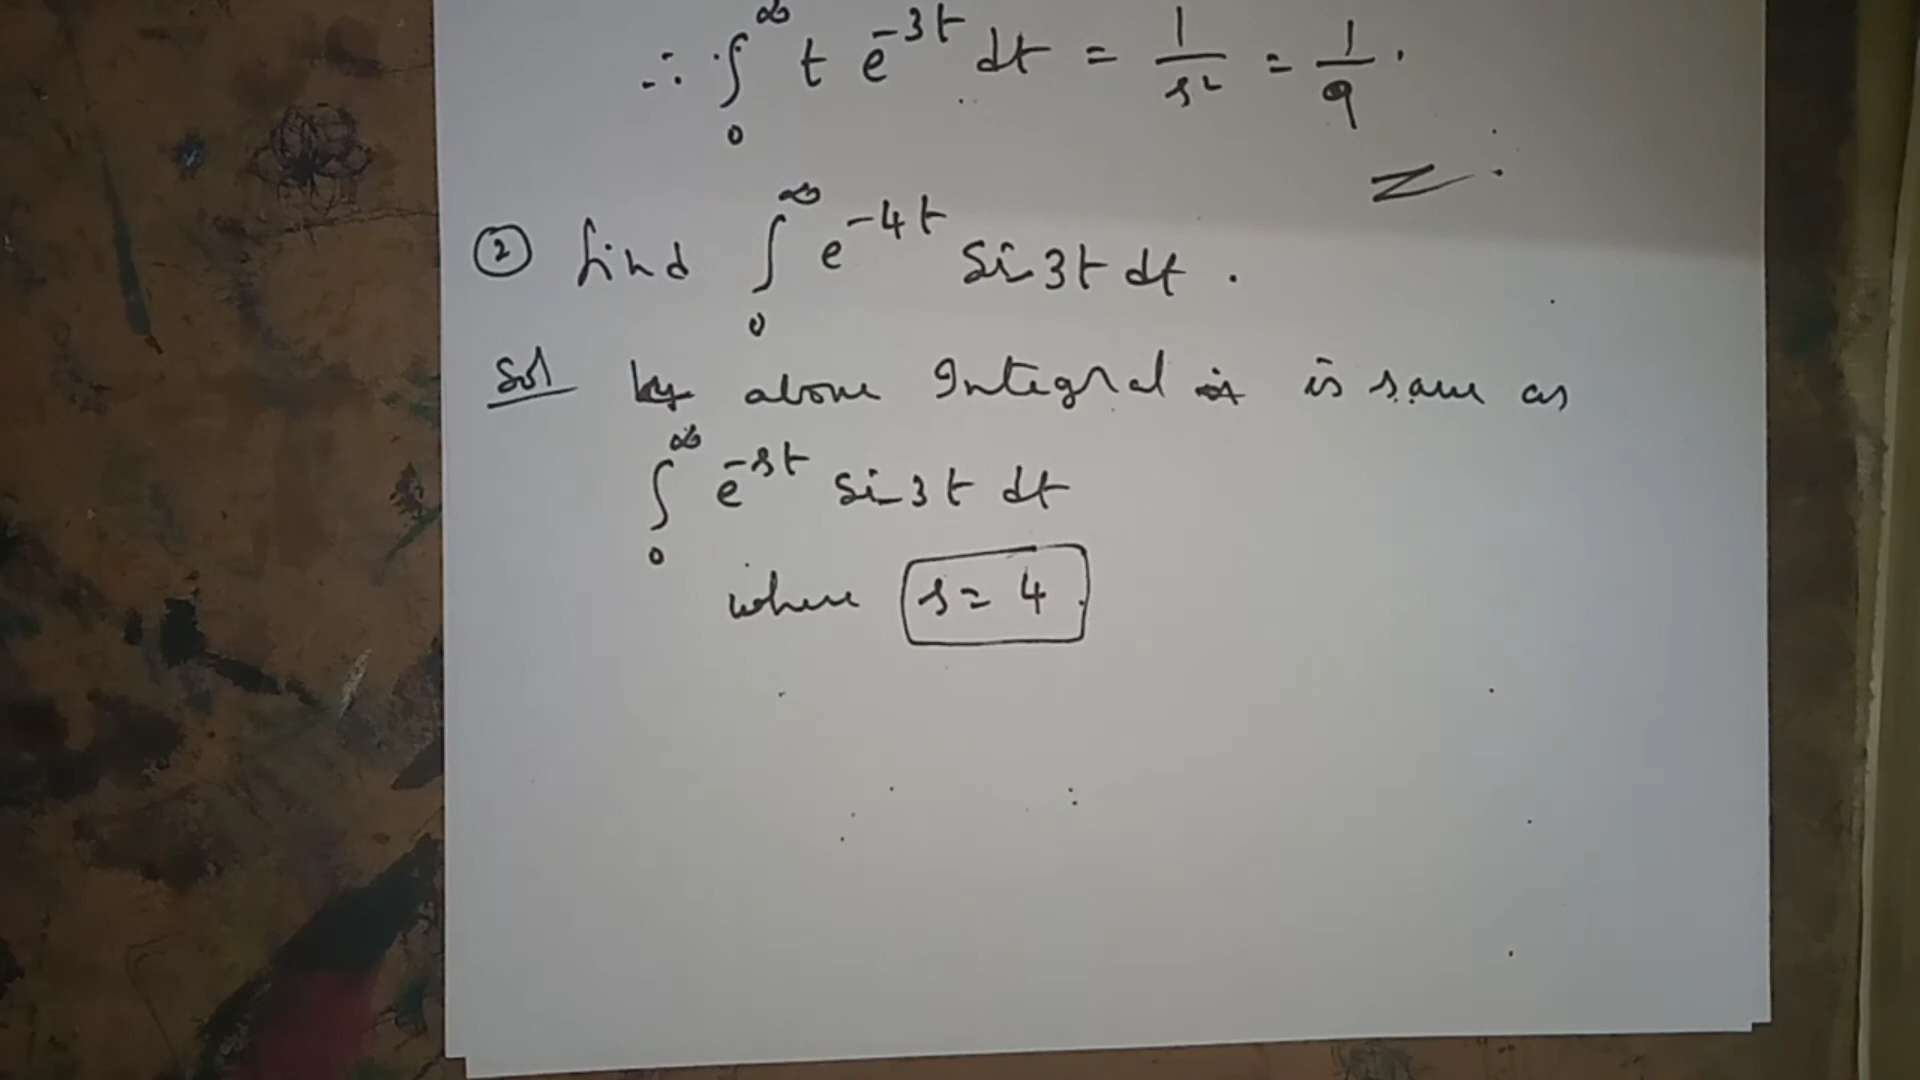 ∴ ∫₀^∞ t e^{-3t} dt = 1/s² = 1/9.
② find ∫₀^∞ e^{-4t} Sin 3t dt.
Sol above Integral is same as
∫₀^∞ e^{-st} Sin 3t dt
where s = 4